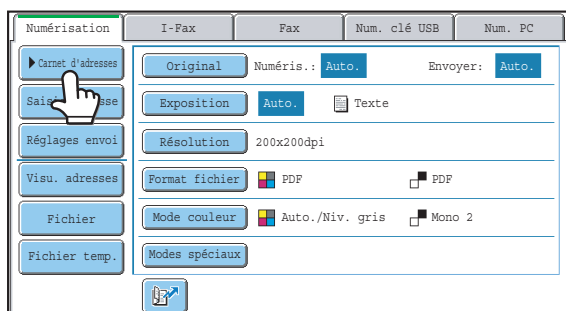 Numérisation I-Fax Fax Num. clé USB Num. PC
Carnet d'adresses Original Numéris.: Auto. Envoyer: Auto.
Exposition Auto. Texte
Réglages envoi Résolution 200x200dpi
Visu. adresses Format fichier PDF PDF
Fichier Mode couleur Auto./Niv. gris Mono 2
Fichier temp. Modes spéciaux